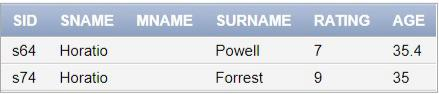 SID SNAME MNAME SURNAME RATING AGE
s64 Horatio Powell 7 35.4
s74 Horatio Forrest 9 35